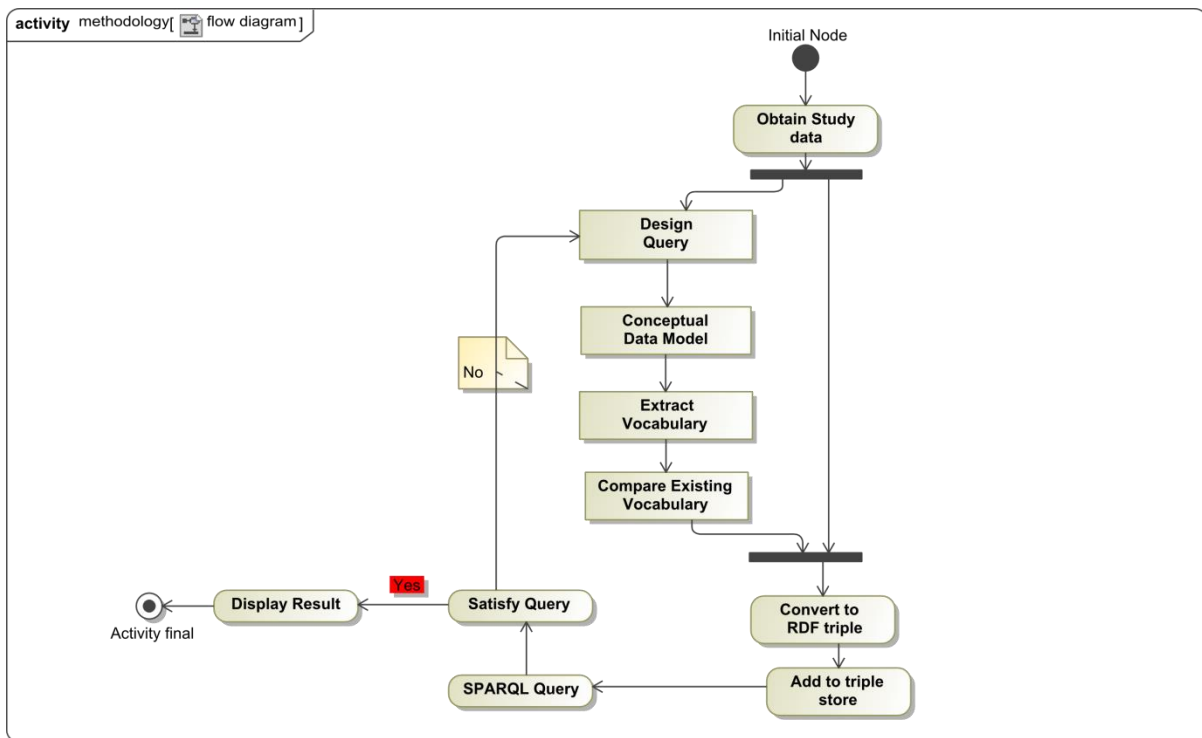 activity methodology[ flow diagram ]
Initial Node
Obtain Study
data
Design
Query
Conceptual
Data Model
No
Extract
Vocabulary
Compare Existing
Vocabulary
Yes
Display Result
Satisfy Query
Convert to
RDF triple
Activity final
SPARQL Query
Add to triple
store